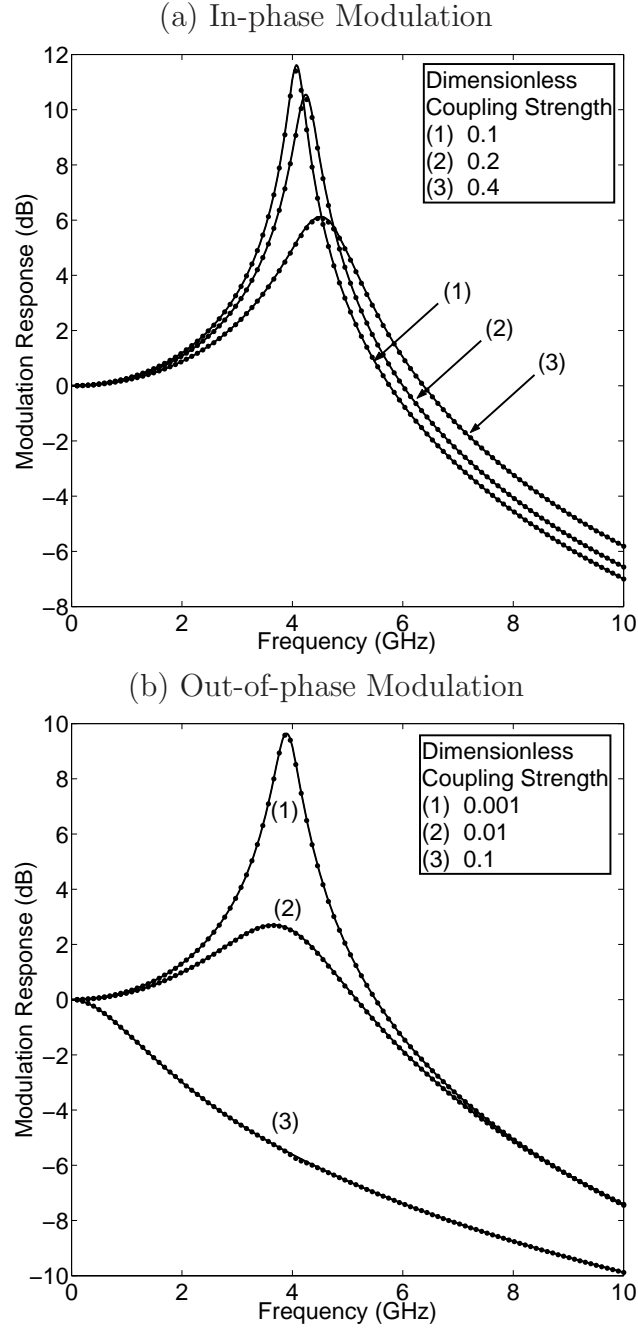 (a) In-phase Modulation
Dimensionless
Coupling Strength
(1) 0.1
(2) 0.2
(3) 0.4
12
10
8
6
4
2
0
−2
−4
−6
−8
Modulation Response (dB)
(1)
(2)
(3)
0 2 4 6 8 10
Frequency (GHz)
(b) Out-of-phase Modulation
Dimensionless
Coupling Strength
(1) 0.001
(2) 0.01
(3) 0.1
10
8
6
4
2
0
−2
−4
−6
−8
−10
Modulation Response (dB)
(1)
(2)
(3)
0 2 4 6 8 10
Frequency (GHz)